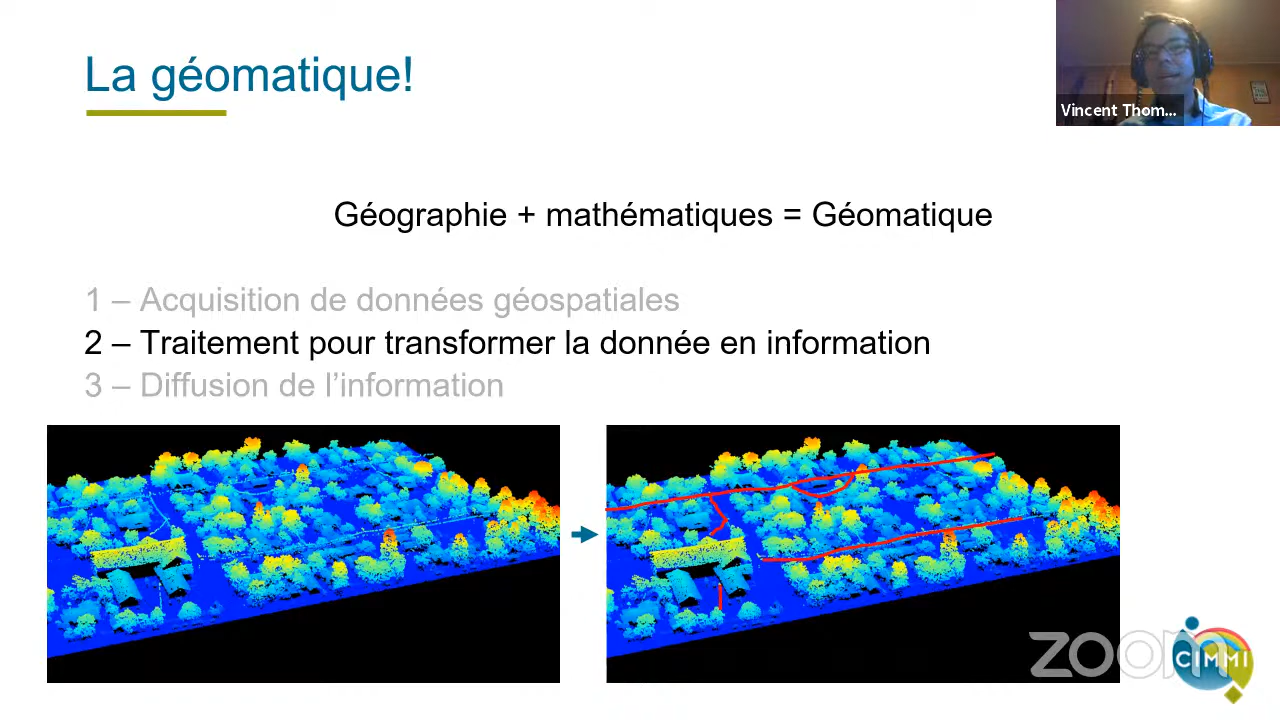 La géomatique!
Vincent Thom...
Géographie + mathématiques = Géomatique
1 – Acquisition de données géospatiales
2 – Traitement pour transformer la donnée en information
3 – Diffusion de l’information
zoom
CIMMI